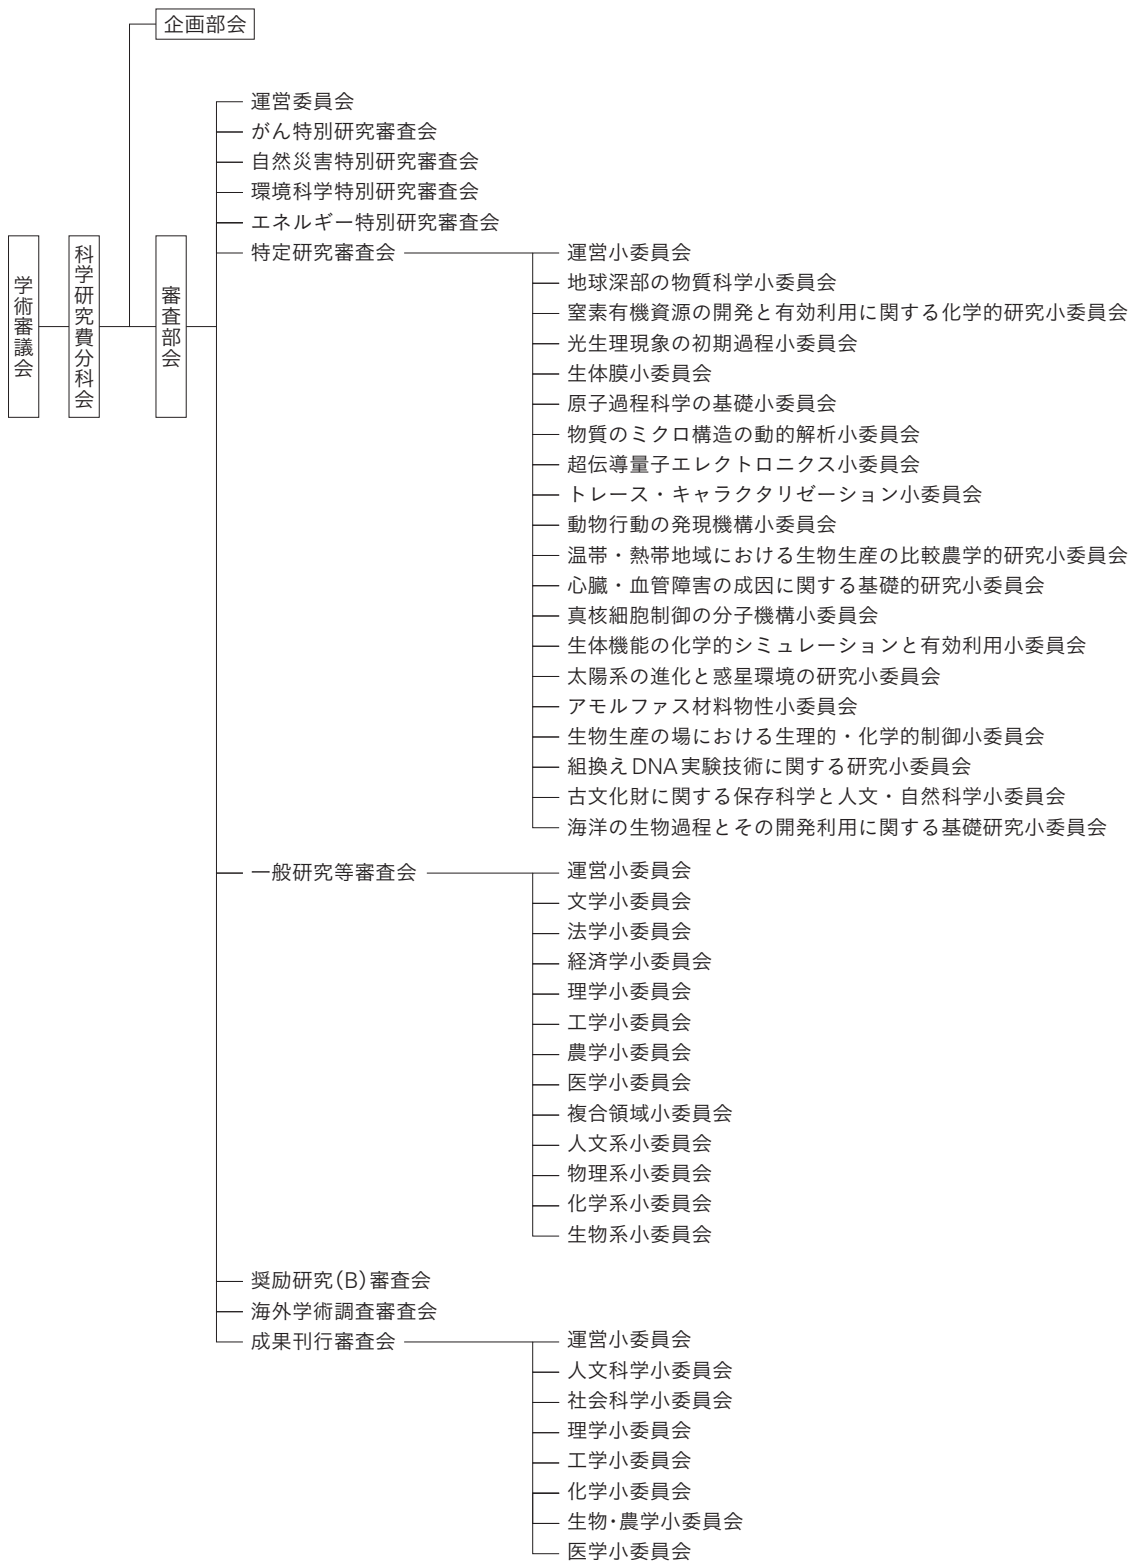 企画部会
運営委員会
がん特別研究審査会
自然災害特別研究審査会
環境科学特別研究審査会
エネルギー特別研究審査会
学術審議会
科学研究費分科会
審査部会
特定研究審査会
運営小委員会
地球深部の物質科学小委員会
窒素有機資源の開発と有効利用に関する化学的研究小委員会
光生理現象の初期過程小委員会
生体膜小委員会
原子過程科学の基礎小委員会
物質のミクロ構造の動的解析小委員会
超伝導量子エレクトロニクス小委員会
トレース・キャラクタリゼーション小委員会
動物行動の発現機構小委員会
温帯・熱帯地域における生物生産の比較農学的研究小委員会
心臓・血管障害の成因に関する基礎的研究小委員会
真核細胞制御の分子機構小委員会
生体機能の化学的シミュレーションと有効利用小委員会
太陽系の進化と惑星環境の研究小委員会
アモルファス材料物性小委員会
生物生産の場における生理的・化学的制御小委員会
組換えDNA実験技術に関する研究小委員会
古文化財に関する保存科学と人文・自然科学小委員会
海洋の生物過程とその開発利用に関する基礎研究小委員会
一般研究等審査会
運営小委員会
文学小委員会
法学小委員会
経済学小委員会
理学小委員会
工学小委員会
農学小委員会
医学小委員会
複合領域小委員会
人文系小委員会
物理系小委員会
化学系小委員会
生物系小委員会
奨励研究(B)審査会
海外学術調査審査会
成果刊行審査会
運営小委員会
人文科学小委員会
社会科学小委員会
理学小委員会
工学小委員会
化学小委員会
生物・農学小委員会
医学小委員会